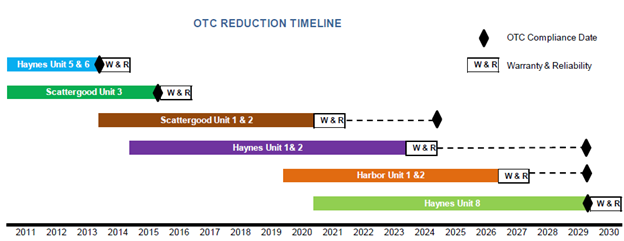 OTC REDUCTION TIMELINE
OTC Compliance Date
W & R Warranty & Reliability
Haynes Unit 5 & 6 W & R
Scattergood Unit 3 W & R
Scattergood Unit 1 & 2 W & R
Haynes Unit 1& 2 W & R
Harbor Unit 1 &2 W & R
Haynes Unit 8 W & R
2011 2012 2013 2014 2015 2016 2017 2018 2019 2020 2021 2022 2023 2024 2025 2026 2027 2028 2029 2030